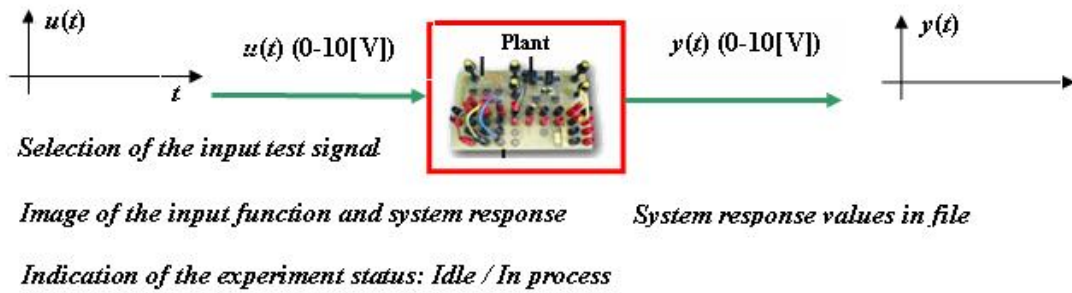 u(t)
t
u(t) (0-10[V])
Plant
y(t) (0-10[V])
y(t)
Selection of the input test signal
Image of the input function and system response
System response values in file
Indication of the experiment status: Idle / In process